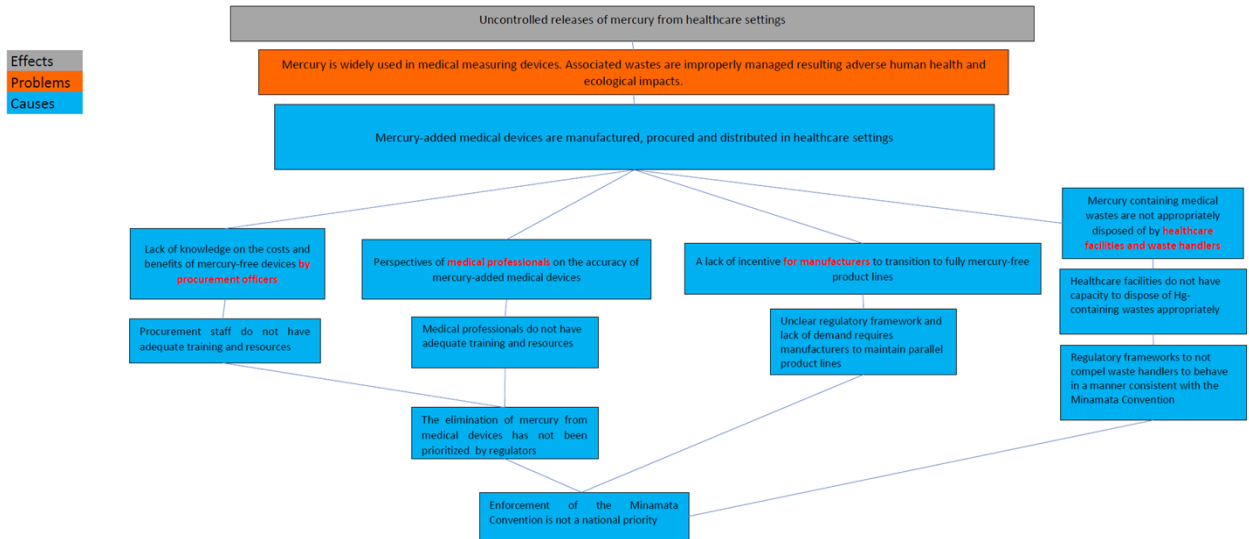 Uncontrolled releases of mercury from healthcare settings
Effects
Problems
Causes
Mercury is widely used in medical measuring devices. Associated wastes are improperly managed resulting adverse human health and
ecological impacts.
Mercury-added medical devices are manufactured, procured and distributed in healthcare settings
Lack of knowledge on the costs and
benefits of mercury-free devices by
procurement officers
Perspectives of medical professionals on the accuracy of
mercury-added medical devices
A lack of incentive for manufacturers to transition to fully mercury-free
product lines
Mercury containing medical
wastes are not appropriately
disposed of by healthcare
facilities and waste handlers
Procurement staff do not have
adequate training and resources
Medical professionals do not have
adequate training and resources
Unclear regulatory framework and
lack of demand requires
manufacturers to maintain parallel
product lines
Healthcare facilities do not have
capacity to dispose of Hg-
containing wastes appropriately
Regulatory frameworks to not
compel waste handlers to behave
in a manner consistent with the
Minamata Convention
The elimination of mercury from
medical devices has not been
prioritized by regulators
Enforcement of the Minamata
Convention is not a national priority